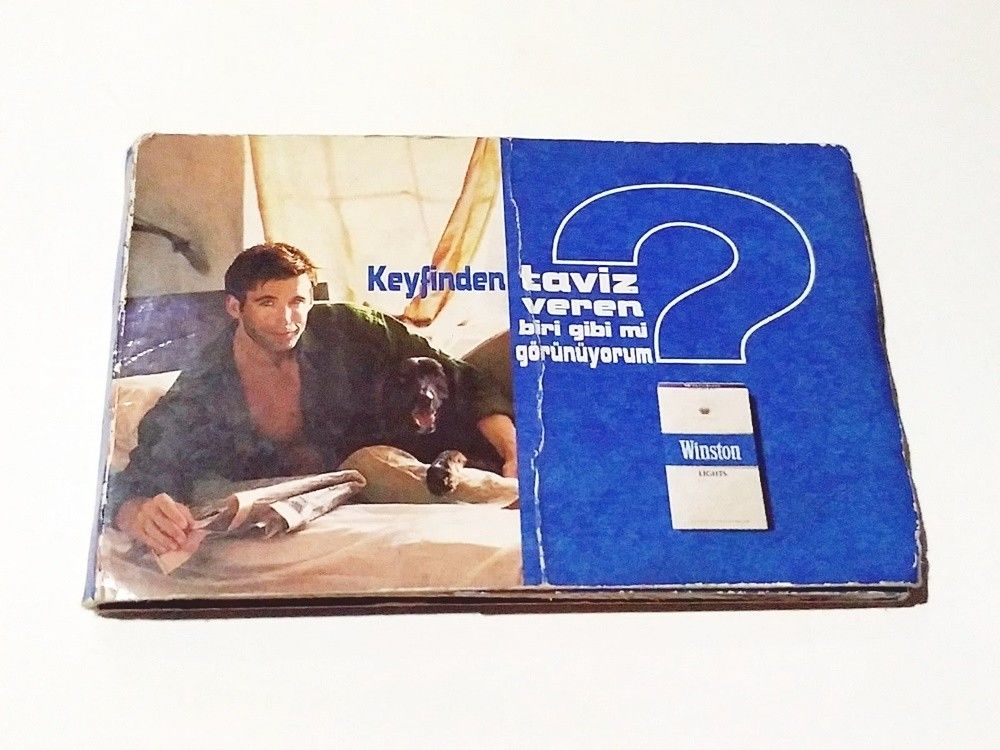 Keyfinden taviz
veren
biri gibi mi
görünüyorum
?
Winston
LIGHTS